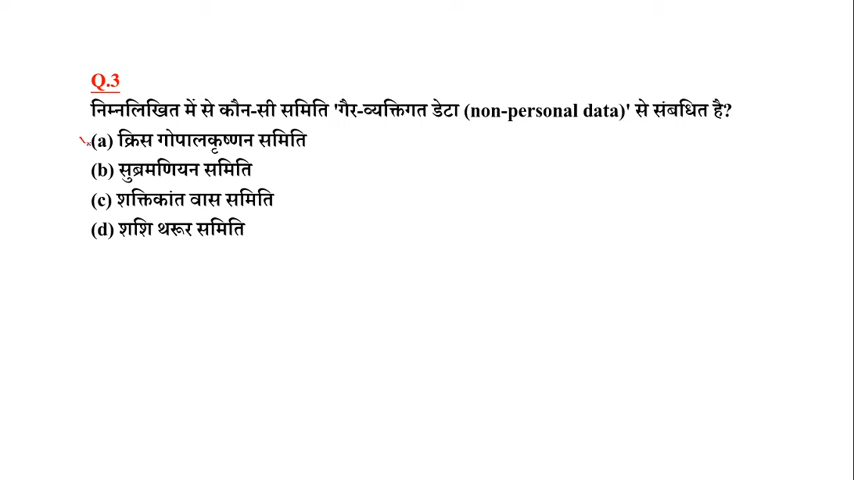 Q.3
निम्नलिखित में से कौन-सी समिति 'गैर-व्यक्तिगत डेटा (non-personal data)' से संबधित है?
(a) क्रिस गोपालकृष्णन समिति
(b) सुब्रमणियन समिति
(c) शक्तिकांत वास समिति
(d) शशि थरूर समिति